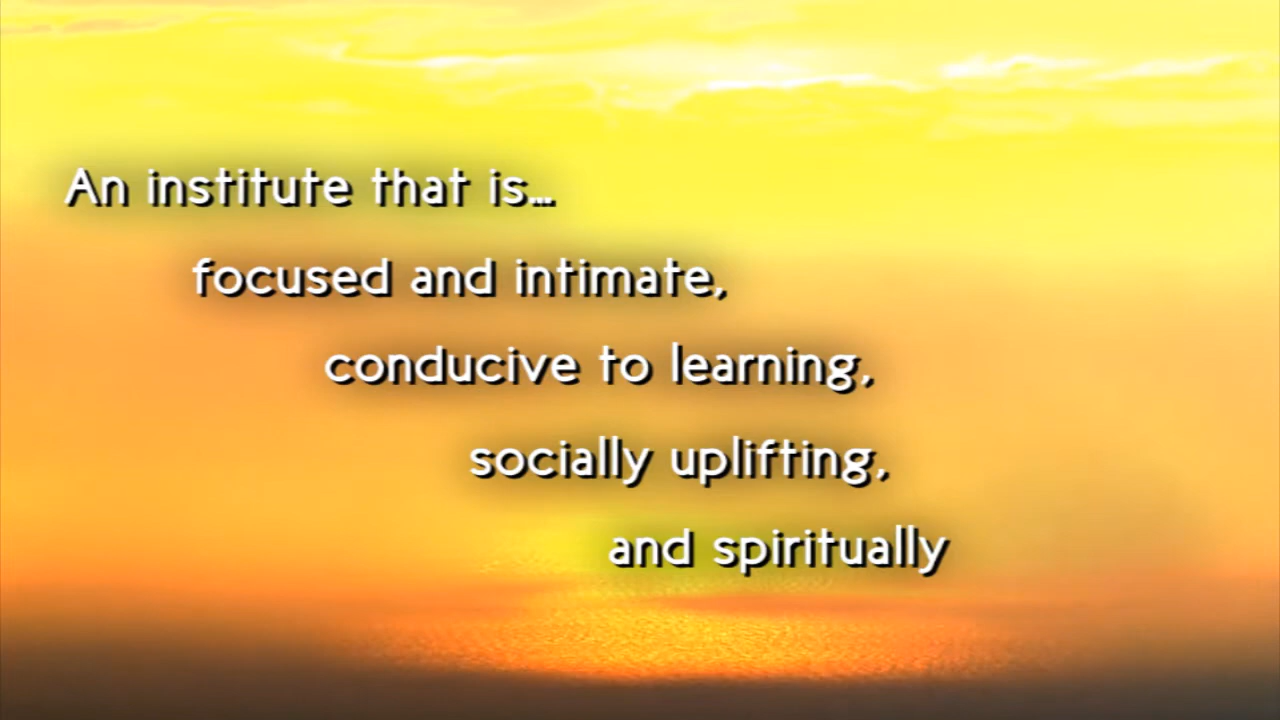 An institute that is...
focused and intimate,
conducive to learning,
socially uplifting,
and spiritually